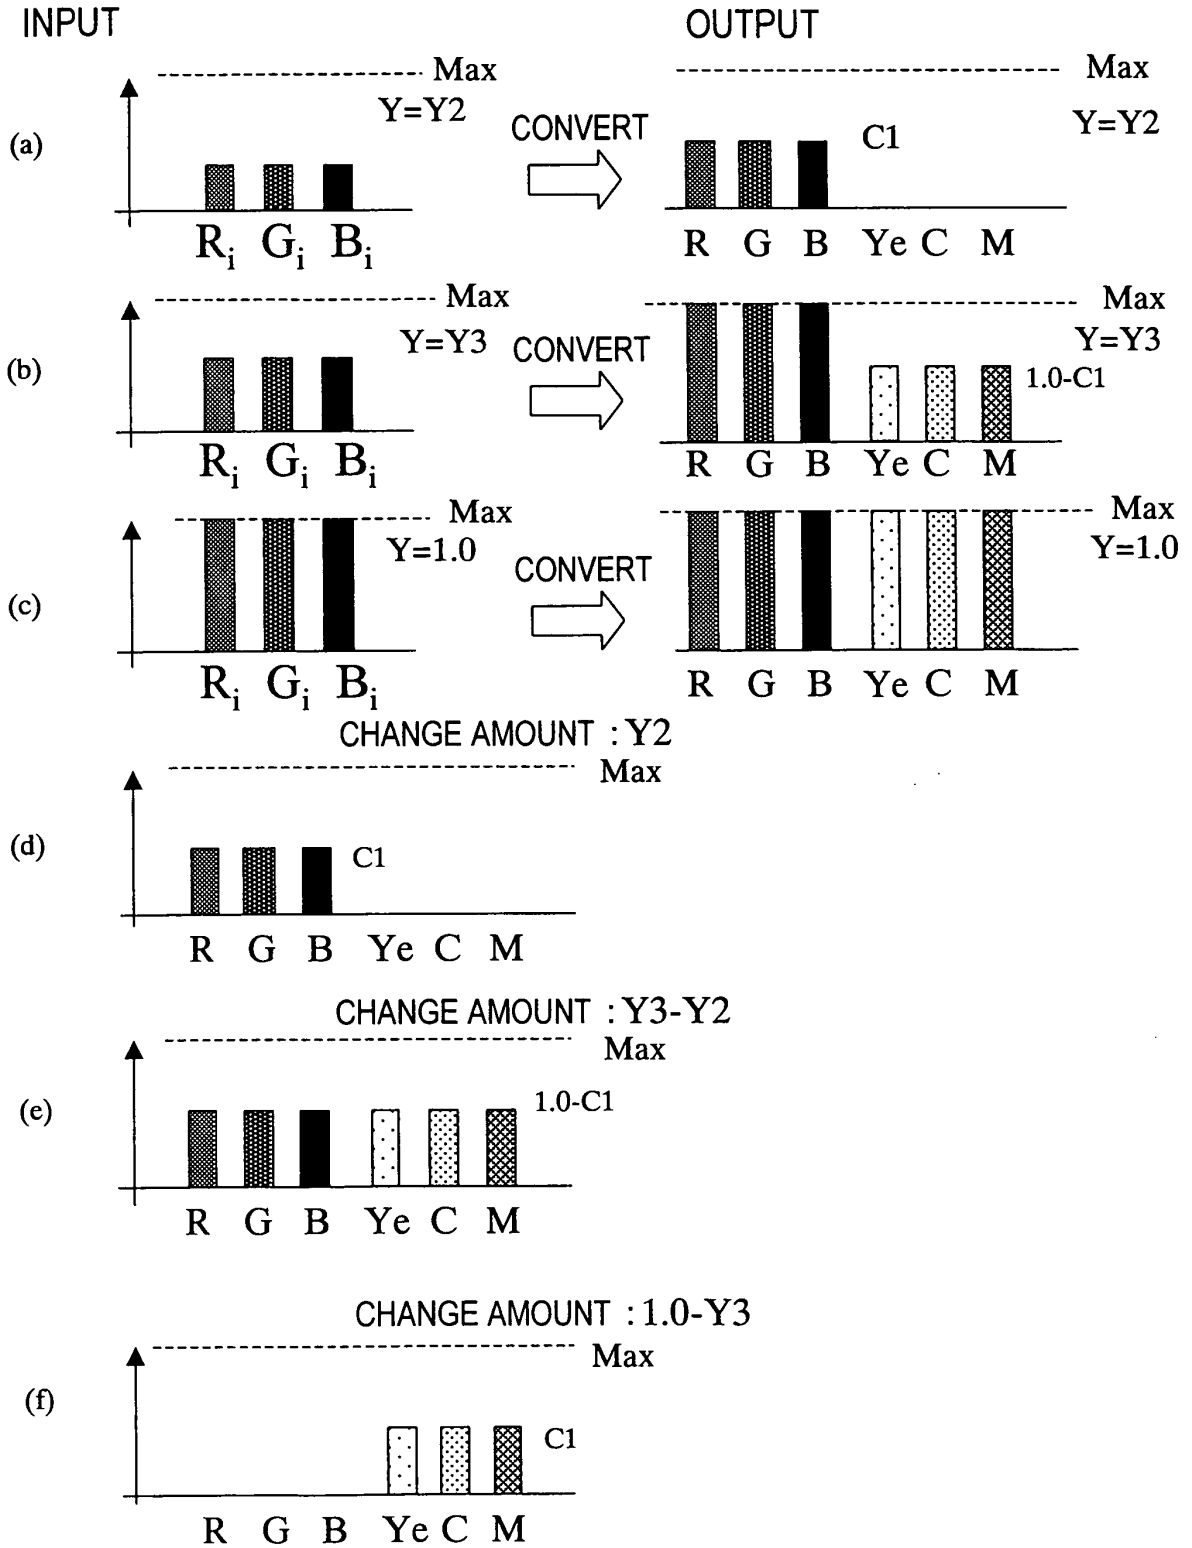 INPUT
OUTPUT
Max
Y=Y2
(a)
CONVERT
Max
Y=Y2
C1
Ri Gi Bi
R G B Ye C M
Max
Y=Y3
(b)
CONVERT
Max
Y=Y3
1.0-C1
Ri Gi Bi
R G B Ye C M
Max
Y=1.0
(c)
CONVERT
Max
Y=1.0
Ri Gi Bi
R G B Ye C M
CHANGE AMOUNT : Y2
Max
(d)
C1
R G B Ye C M
CHANGE AMOUNT : Y3-Y2
Max
(e)
1.0-C1
R G B Ye C M
CHANGE AMOUNT : 1.0-Y3
Max
(f)
C1
R G B Ye C M